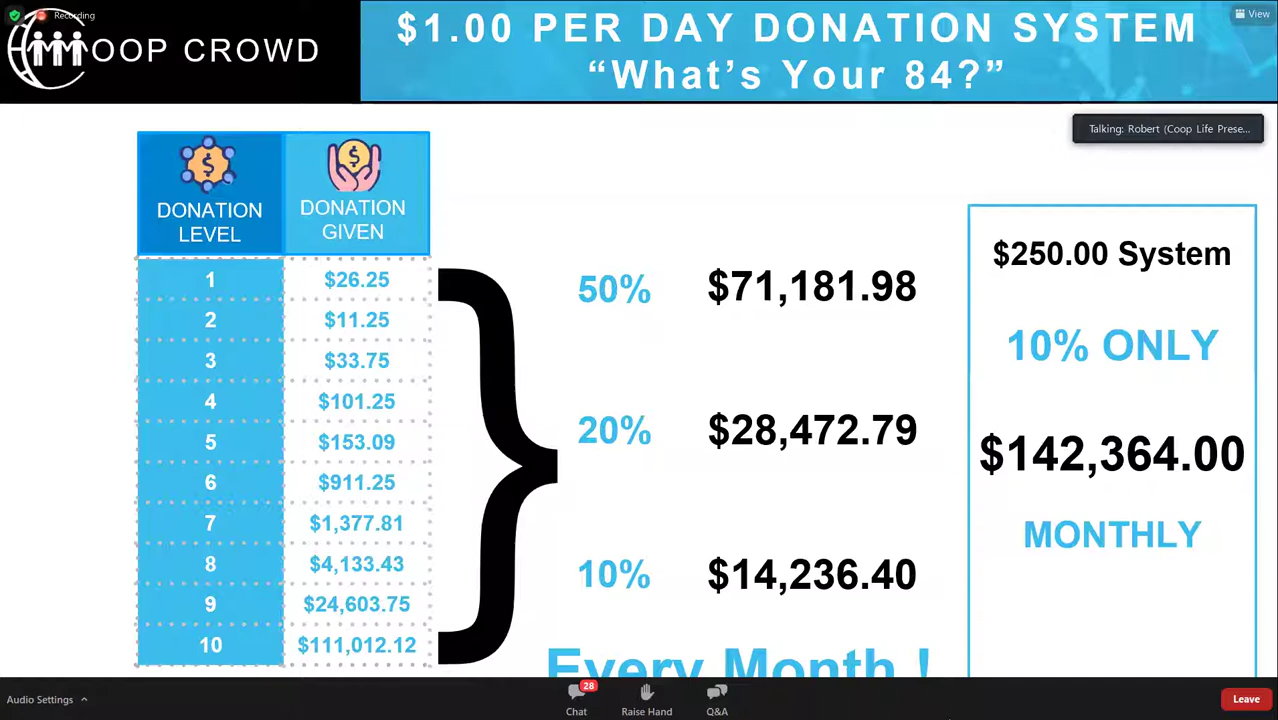 Recording
OOP CROWD
$1.00 PER DAY DONATION SYSTEM
“What’s Your 84?”
View
Talking: Robert (Coop Life Prese...
DONATION LEVEL
DONATION GIVEN
1 $26.25
2 $11.25
3 $33.75
4 $101.25
5 $153.09
6 $911.25
7 $1,377.81
8 $4,133.43
9 $24,603.75
10 $111,012.12
50% $71,181.98
20% $28,472.79
10% $14,236.40
Every Month !
$250.00 System
10% ONLY
$142,364.00
MONTHLY
Audio Settings
28
Chat
Raise Hand
Q&A
Leave